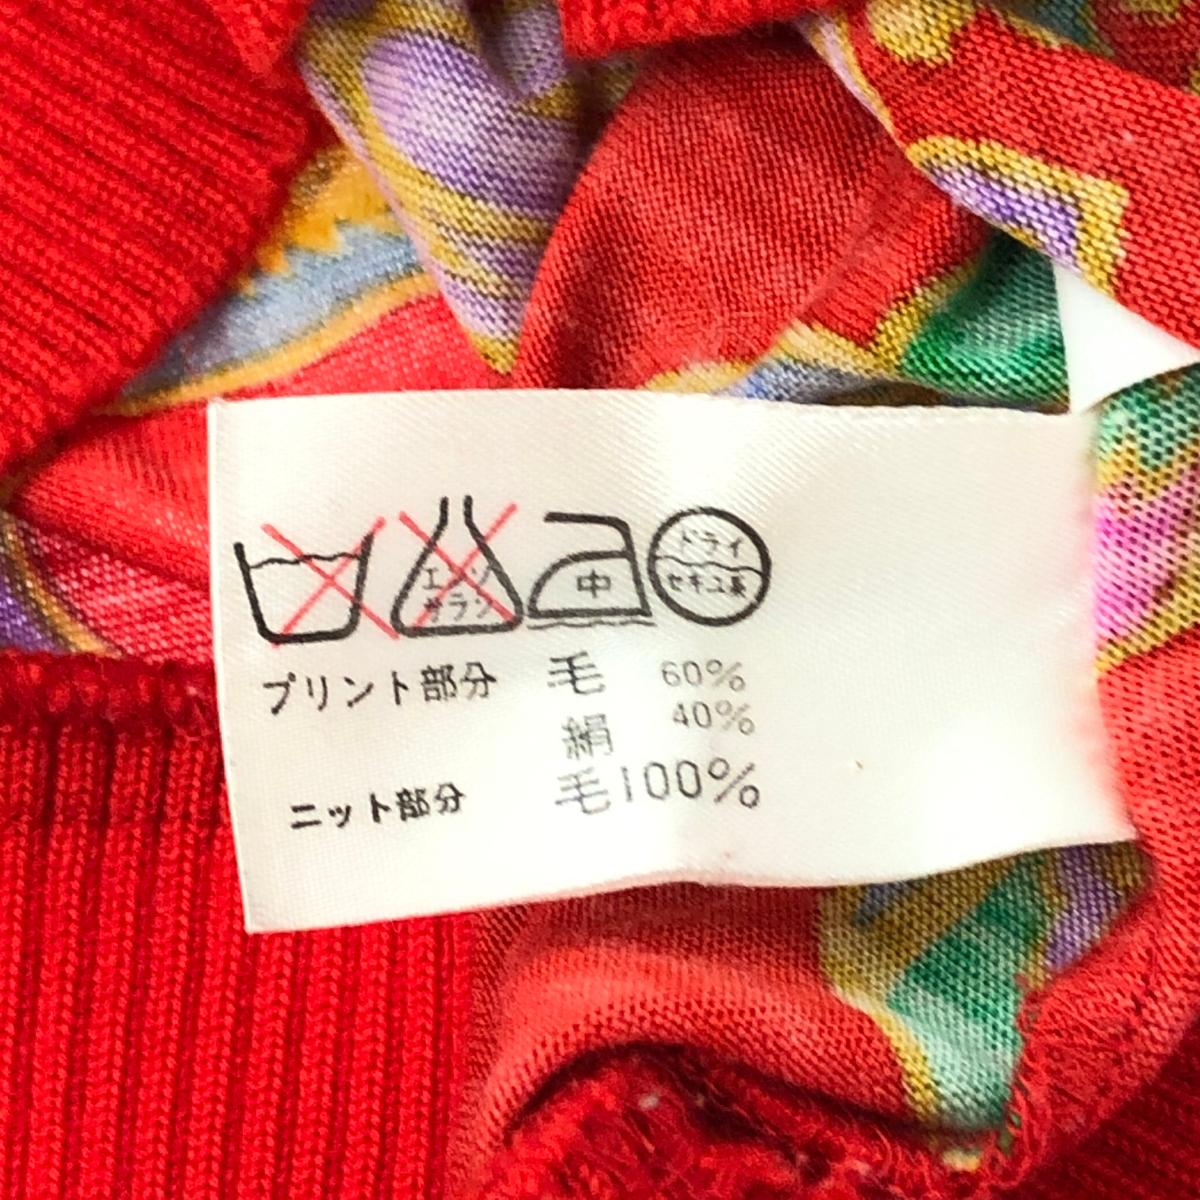 エンソ
サラシ
中
ドライ
セキユ系
プリント部分 毛 60%
絹 40%
ニット部分 毛100%